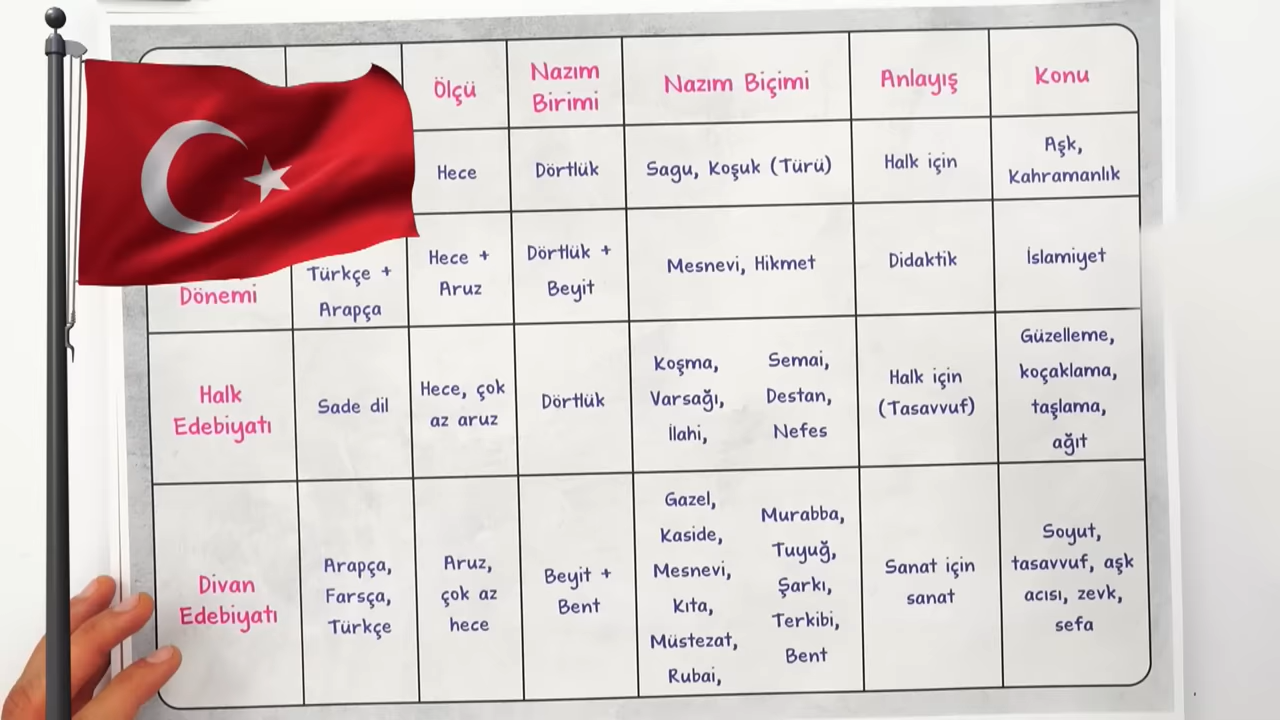 Ölçü
Nazım
Birimi
Nazım Biçimi
Anlayış
Konu
Hece
Dörtlük
Sagu, Koşuk (Türü)
Halk için
Aşk,
Kahramanlık
Dönemi
Türkçe +
Arapça
Hece +
Aruz
Dörtlük +
Beyit
Mesnevi, Hikmet
Didaktik
İslamiyet
Halk
Edebiyatı
Sade dil
Hece, çok
az aruz
Dörtlük
Koşma,
Varsağı,
İlahi,
Semai,
Destan,
Nefes
Halk için
(Tasavvuf)
Güzelleme,
koçaklama,
taşlama,
ağıt
Divan
Edebiyatı
Arapça,
Farsça,
Türkçe
Aruz,
çok az
hece
Beyit +
Bent
Gazel,
Kaside,
Mesnevi,
Kıta,
Müstezat,
Rubai,
Murabba,
Tuyuğ,
Şarkı,
Terkibi,
Bent
Sanat için
sanat
Soyut,
tasavvuf, aşk
acısı, zevk,
sefa